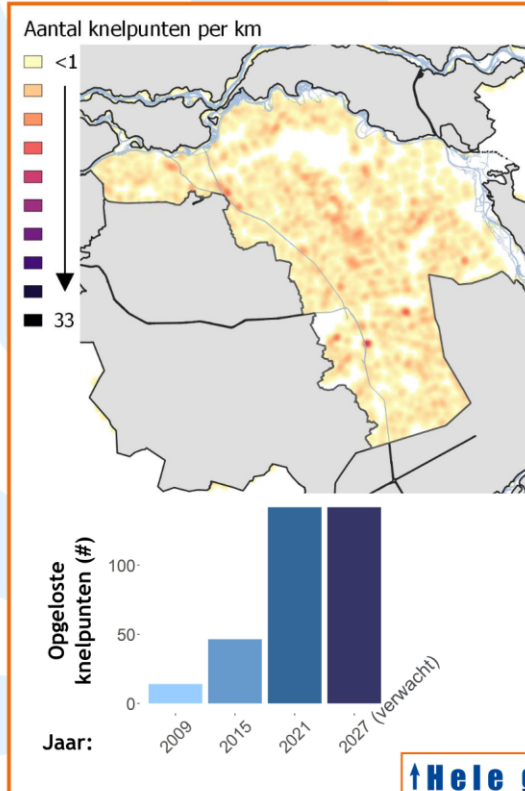 Aantal knelpunten per km
<1
33
Opgeloste
knelpunten (#)
100
50
0
2009
2015
2021
2027 (verwacht)
Jaar:
Hele